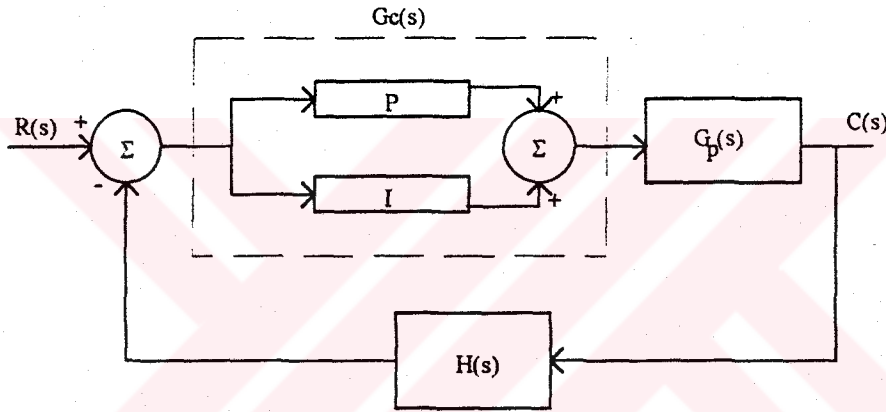 Gc(s)
P
+
R(s)
+
Σ
Σ
Gp(s)
C(s)
-
I
+
H(s)